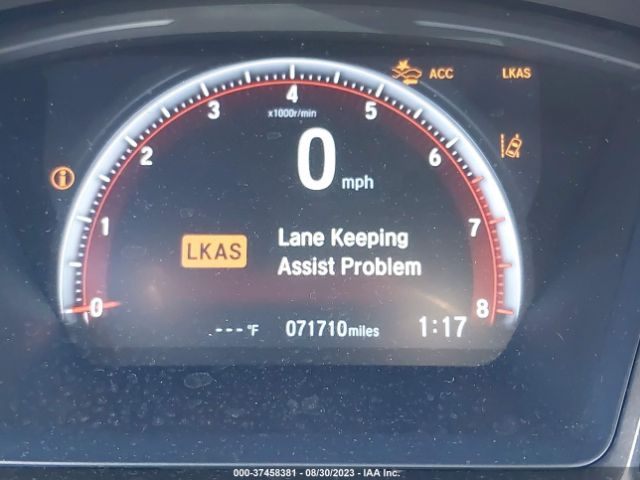 ACC LKAS
4
3 5
x1000r/min
2 6
0 mph
i
1 7
LKAS Lane Keeping
Assist Problem
0 8
---°F 071710miles 1:17
000-37458381 - 08/30/2023 - IAA Inc.